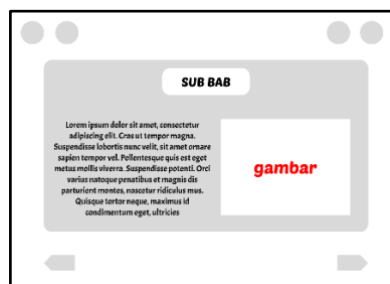 SUB BAB
Lorem ipsum dolor sit amet, consectetur
adipiscing elit. Cras ut tempor magna.
Suspendisse lobortis nunc velit, sit amet ornare
sapien tempor vel. Pellentesque quis est eget
metus mollis viverra. Suspendisse potenti. Orci
varius natoque penatibus et magnis dis
parturient montes, nascetur ridiculus mus.
Quisque tortor neque, maximus id
condimentum eget, ultricies
gambar